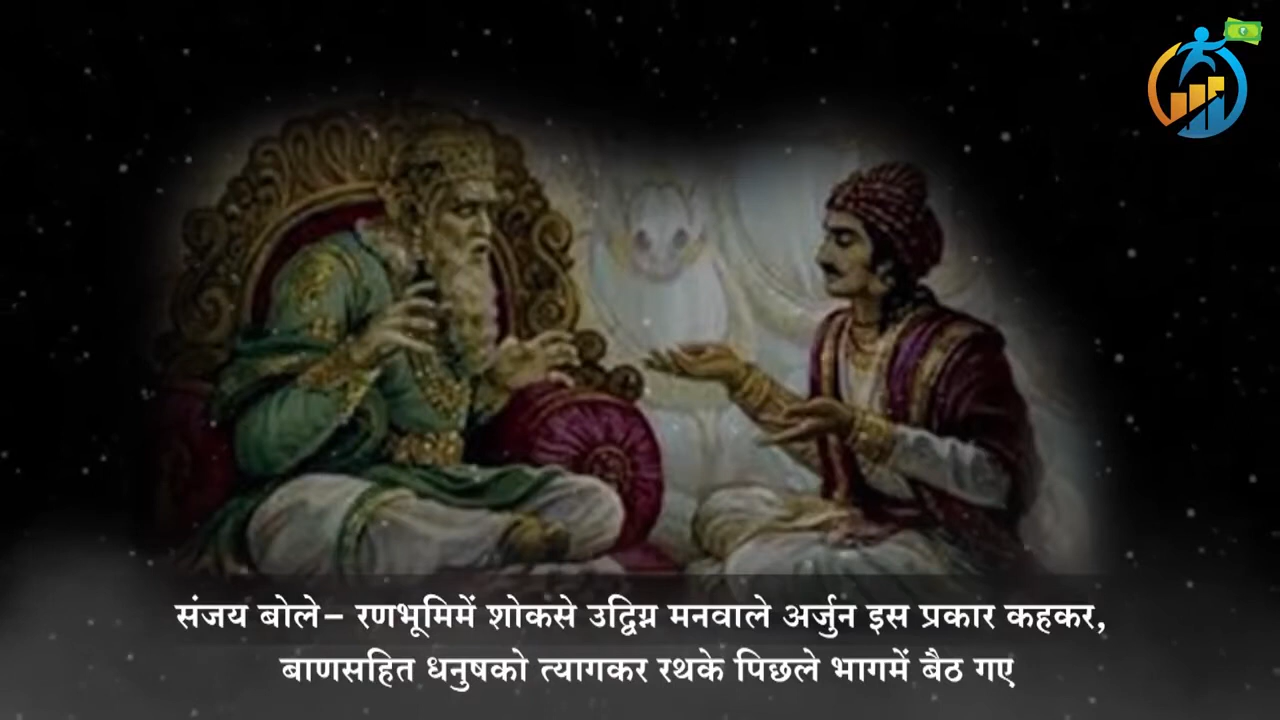 संजय बोले– रणभूमिमें शोकसे उद्विग्न मनवाले अर्जुन इस प्रकार कहकर,
बाणसहित धनुषको त्यागकर रथके पिछले भागमें बैठ गए